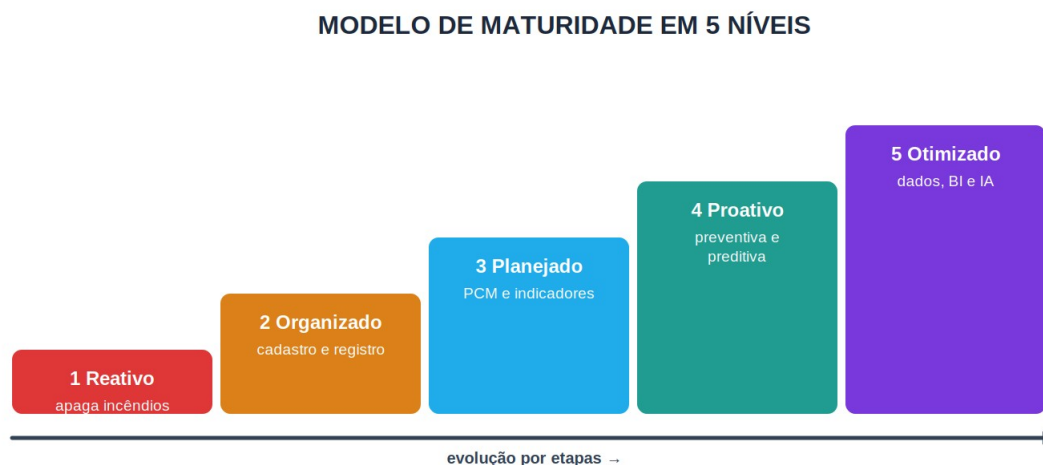 MODELO DE MATURIDADE EM 5 NÍVEIS
1 Reativo
apaga incêndios
2 Organizado
cadastro e registro
3 Planejado
PCM e indicadores
4 Proativo
preventiva e
preditiva
5 Otimizado
dados, BI e IA
evolução por etapas →